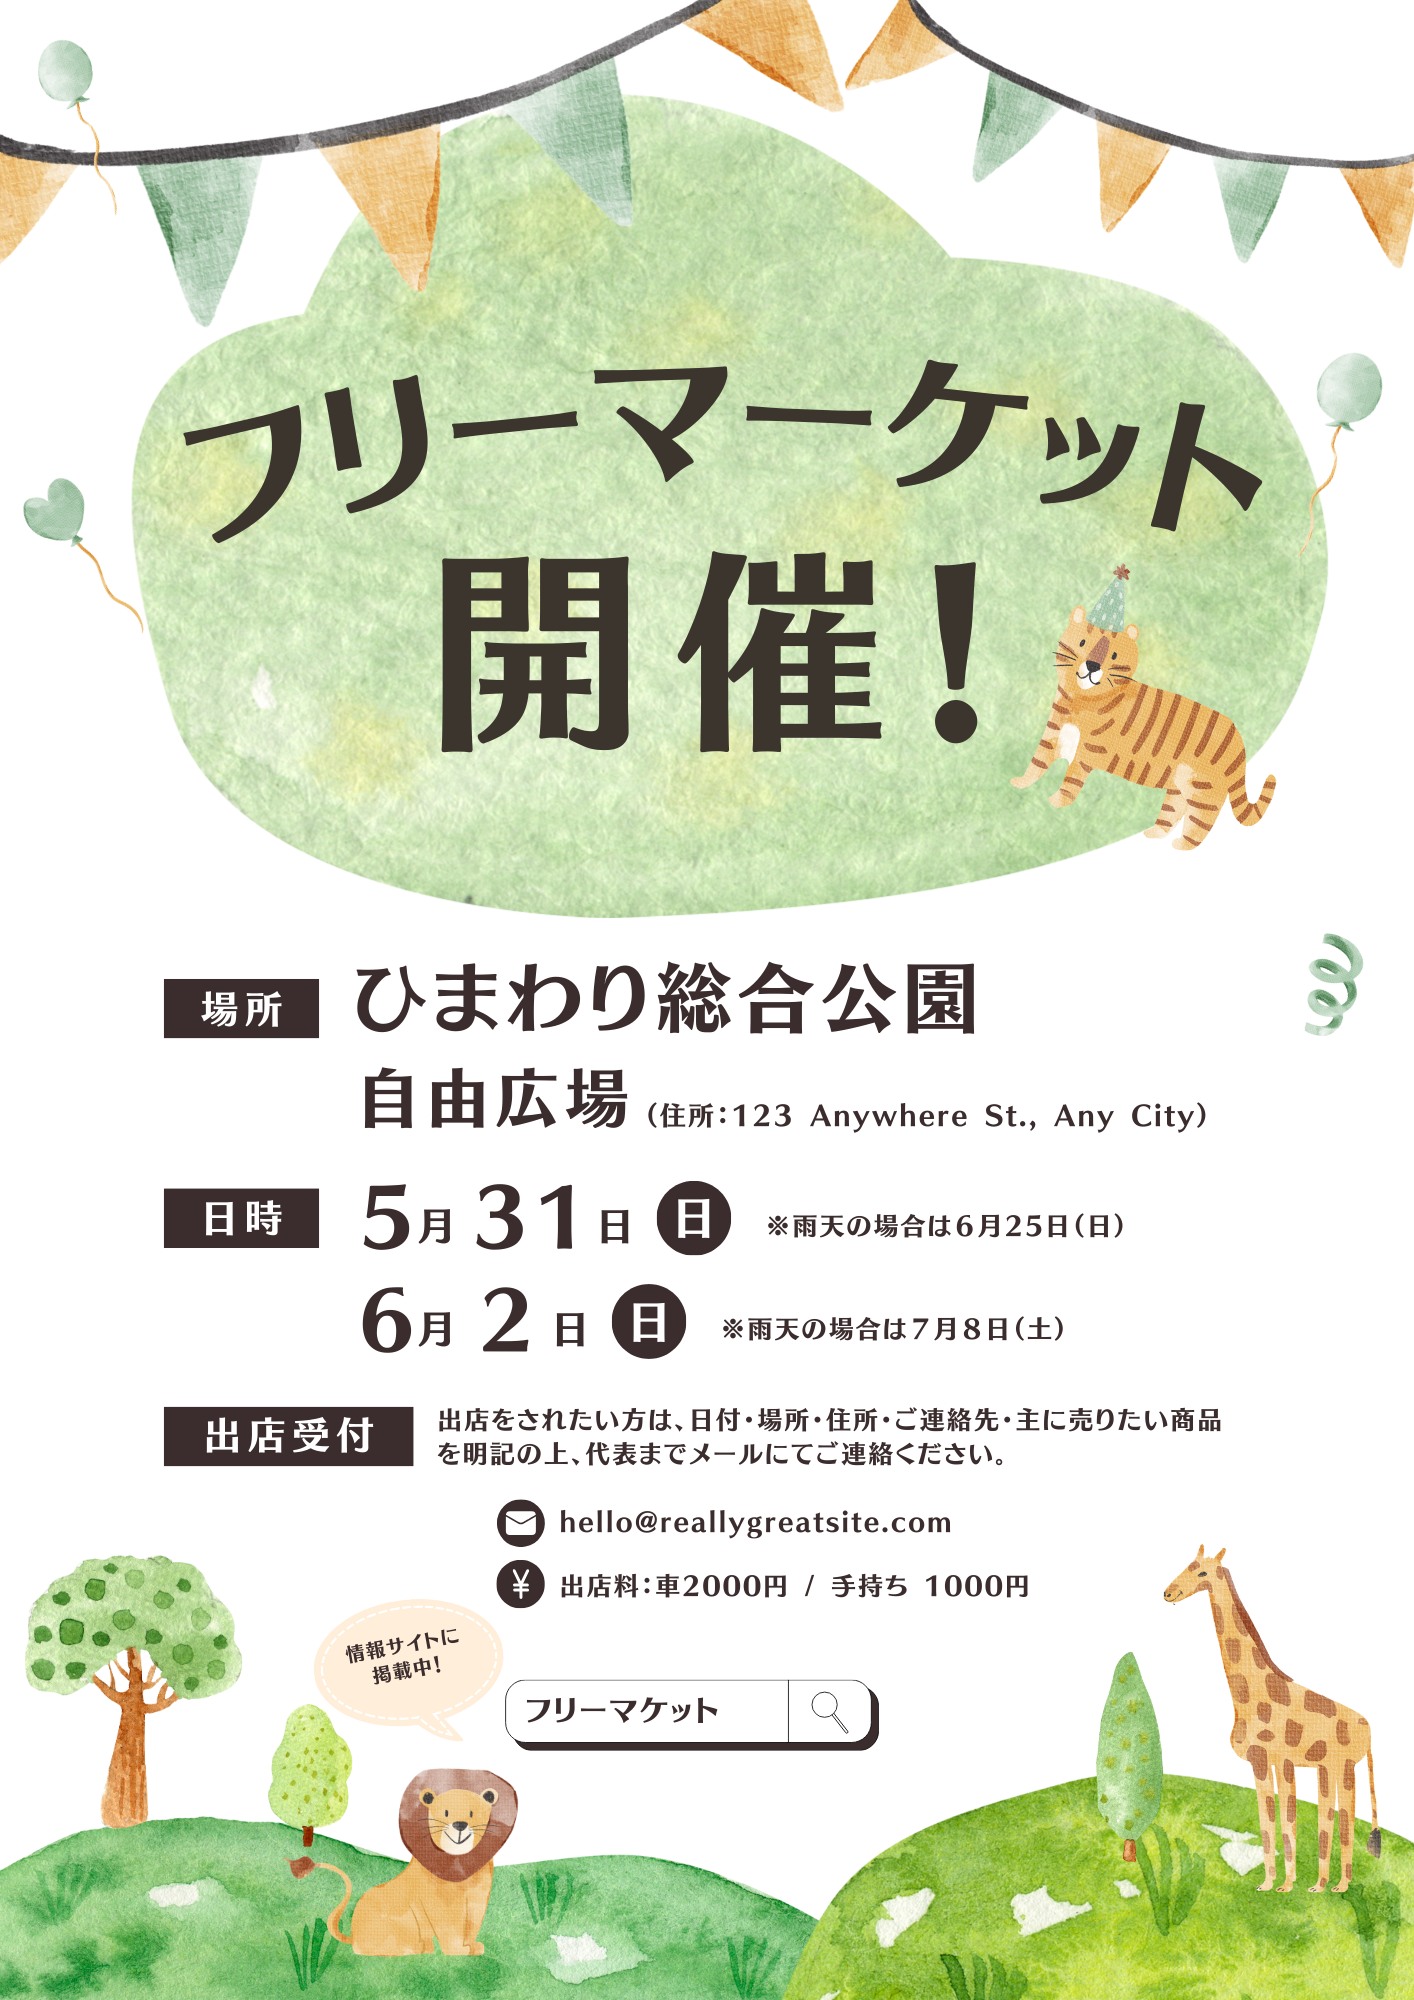 フリーマーケット
開催！
場所 ひまわり総合公園
自由広場 （住所：123 Anywhere St., Any City）
日時 5月 31日 日 ※雨天の場合は6月25日（日）
6月 2日 日 ※雨天の場合は7月8日（土）
出店受付 出店をされたい方は、日付・場所・住所・ご連絡先・主に売りたい商品
を明記の上、代表までメールにてご連絡ください。
hello@reallygreatsite.com
¥ 出店料：車2000円 / 手持ち 1000円
情報サイトに
掲載中！
フリーマケット